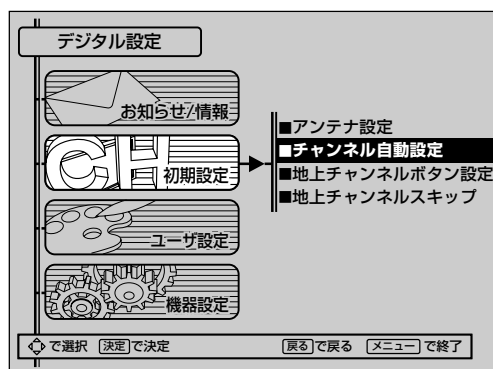 デジタル設定
お知らせ/情報
CH
初期設定
ユーザ設定
機器設定
■アンテナ設定
■チャンネル自動設定
■地上チャンネルボタン設定
■地上チャンネルスキップ
で選択 決定で決定 戻るで戻る メニューで終了